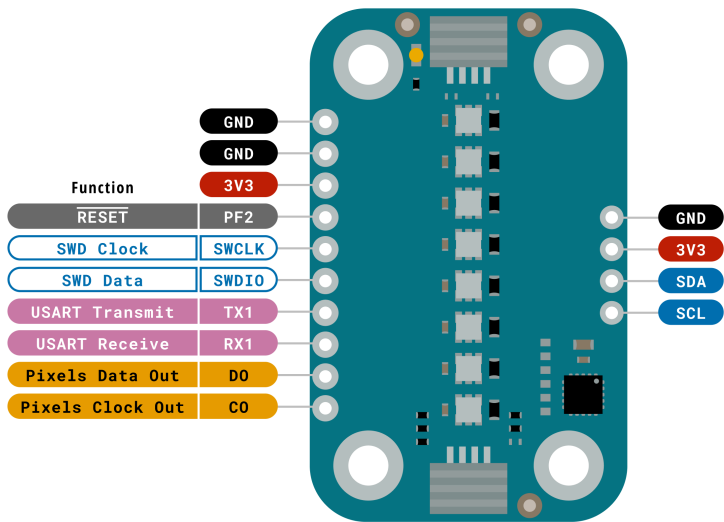 GND
GND
Function
3V3
RESET PF2
GND
SWD Clock SWCLK
3V3
SWD Data SWDIO
SDA
USART Transmit TX1
SCL
USART Receive RX1
Pixels Data Out DO
Pixels Clock Out CO